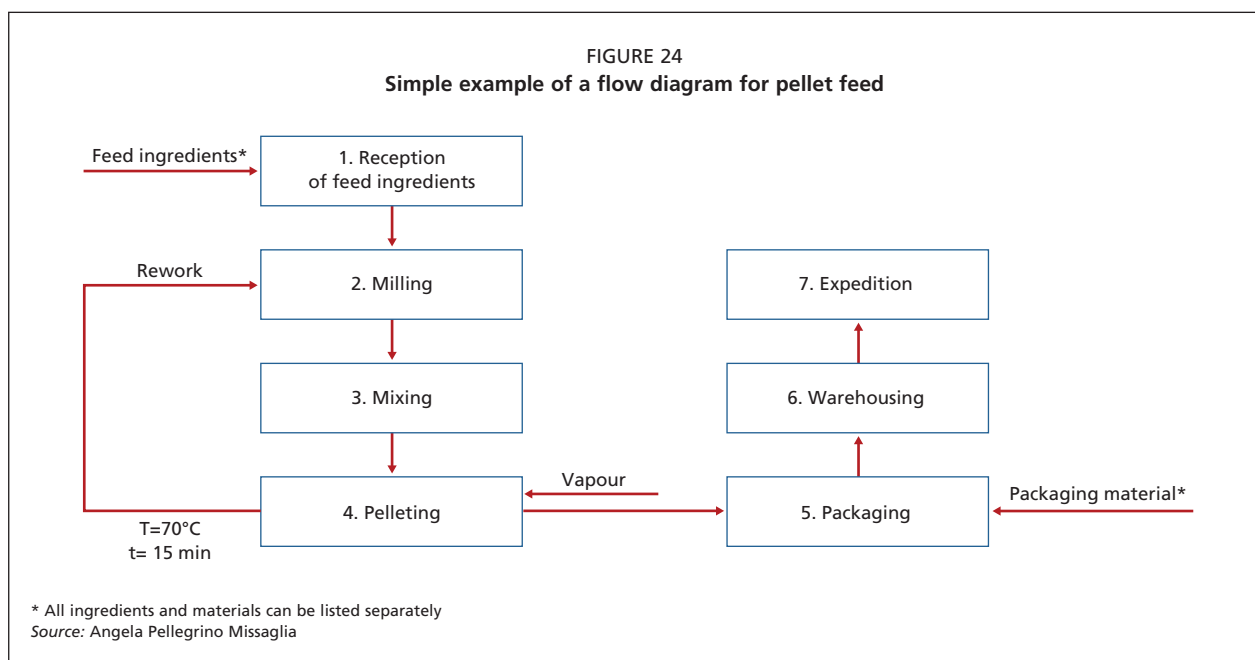 FIGURE 24
Simple example of a flow diagram for pellet feed
Feed ingredients*
1. Reception
of feed ingredients
Rework
2. Milling
7. Expedition
3. Mixing
6. Warehousing
Vapour
Packaging material*
4. Pelleting
5. Packaging
T=70°C
t= 15 min
* All ingredients and materials can be listed separately
Source: Angela Pellegrino Missaglia